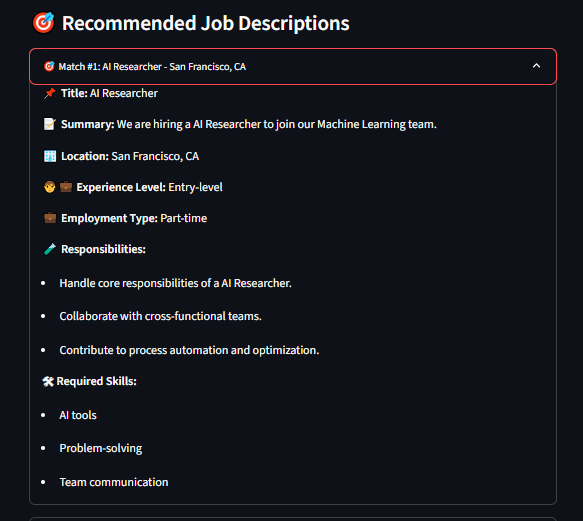 🎯 Recommended Job Descriptions
🎯 Match #1: AI Researcher - San Francisco, CA
📌 Title: AI Researcher
📝 Summary: We are hiring a AI Researcher to join our Machine Learning team.
🏢 Location: San Francisco, CA
🧑💼 Experience Level: Entry-level
💼 Employment Type: Part-time
🧪 Responsibilities:
• Handle core responsibilities of a AI Researcher.
• Collaborate with cross-functional teams.
• Contribute to process automation and optimization.
🛠 Required Skills:
• AI tools
• Problem-solving
• Team communication